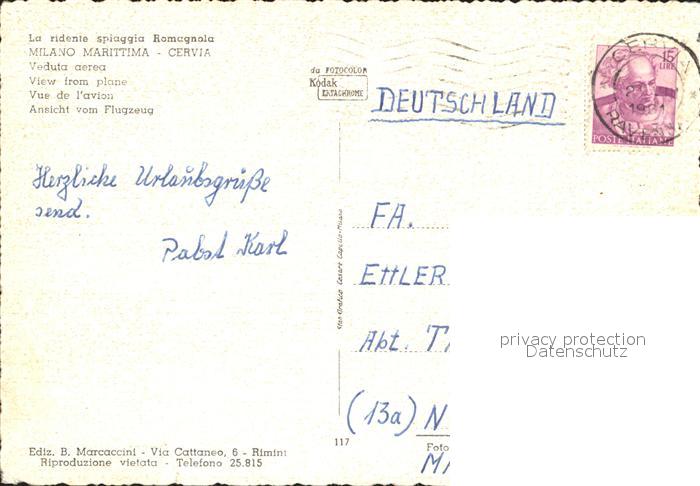 La ridente spiaggia Romagnola
MILANO MARITTIMA - CERVIA
Veduta aerea
View from plane
Vue de l'avion
Ansicht vom Flugzeug
da FOTOCOLOR
Kodak
EKTACHROME
15
LIRE
POSTE ITALIANE
DEUTSCHLAND
Herzliche Urlaubsgrüße
send.
Pabst Karl
FA.
ETTLER
Abt.
(13a) N
privacy protection
Datenschutz
117
Foto
Ediz. B. Marcaccini - Via Cattaneo, 6 - Rimini
Riproduzione vietata - Telefono 25.815